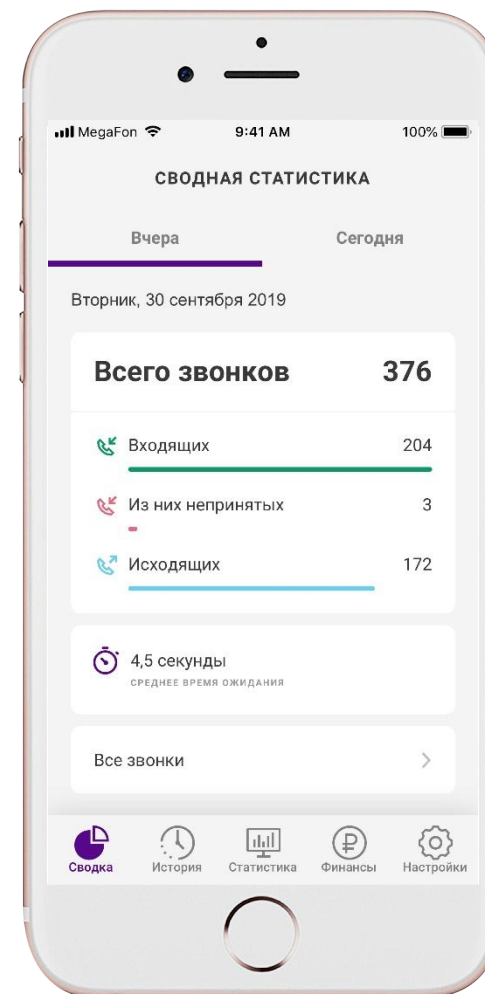 MegaFon 9:41 AM 100%
СВОДНАЯ СТАТИСТИКА
Вчера Сегодня
Вторник, 30 сентября 2019
Всего звонков 376
Входящих 204
Из них непринятых 3
Исходящих 172
4,5 секунды
СРЕДНЕЕ ВРЕМЯ ОЖИДАНИЯ
Все звонки
Сводка История Статистика Финансы Настройки